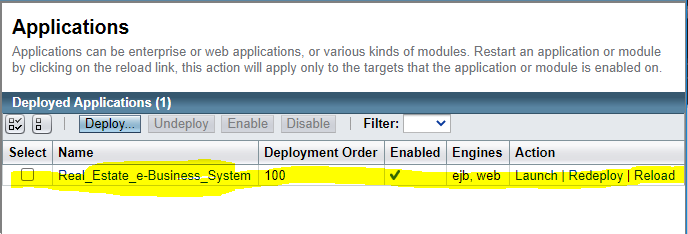 Applications
Applications can be enterprise or web applications, or various kinds of modules. Restart an application or module
by clicking on the reload link, this action will apply only to the targets that the application or module is enabled on.
Deployed Applications (1)
Deploy... Undeploy Enable Disable Filter:
Select Name Deployment Order Enabled Engines Action
Real_Estate_e-Business_System 100 ejb, web Launch | Redeploy | Reload